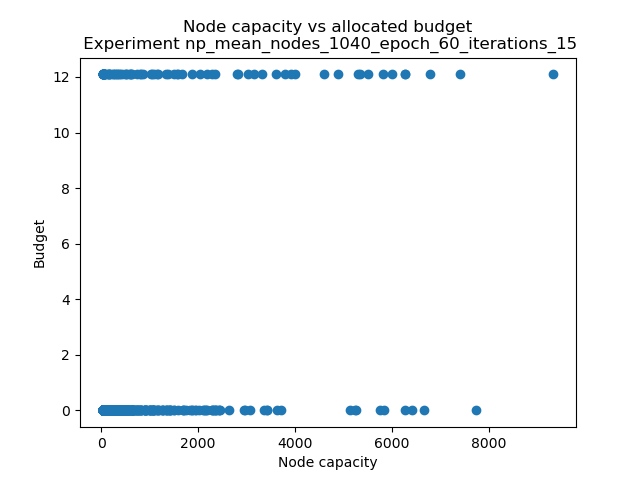 Node capacity vs allocated budget
Experiment np_mean_nodes_1040_epoch_60_iterations_15
12
10
8
6
4
2
0
Budget
0 2000 4000 6000 8000
Node capacity